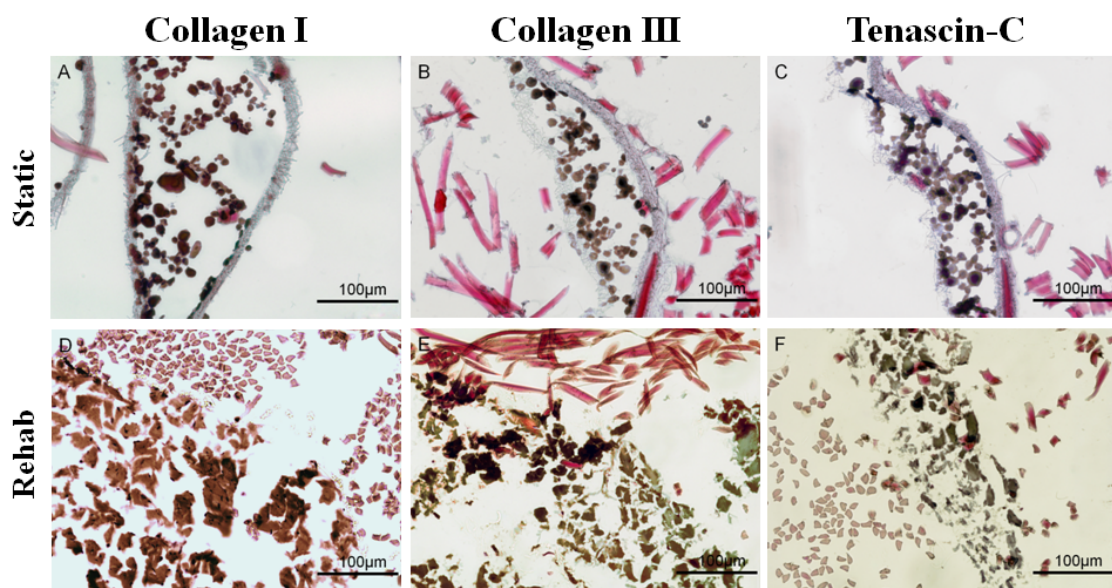 Collagen I Collagen III Tenascin-C
Static
A
B
C
100µm
100µm
100µm
Rehab
D
E
F
100µm
100µm
100µm